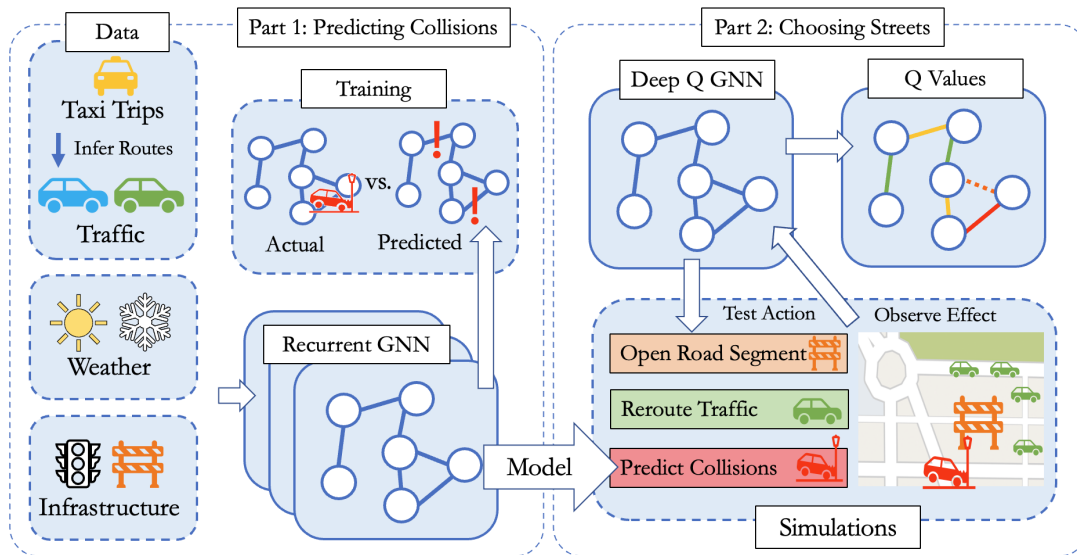 Part 1: Predicting Collisions
Data
Taxi Trips
Infer Routes
Traffic
Weather
Infrastructure
Training
vs.
Actual
Predicted
Recurrent GNN
Model
Part 2: Choosing Streets
Deep Q GNN
Q Values
Test Action
Observe Effect
Open Road Segment
Reroute Traffic
Predict Collisions
Simulations